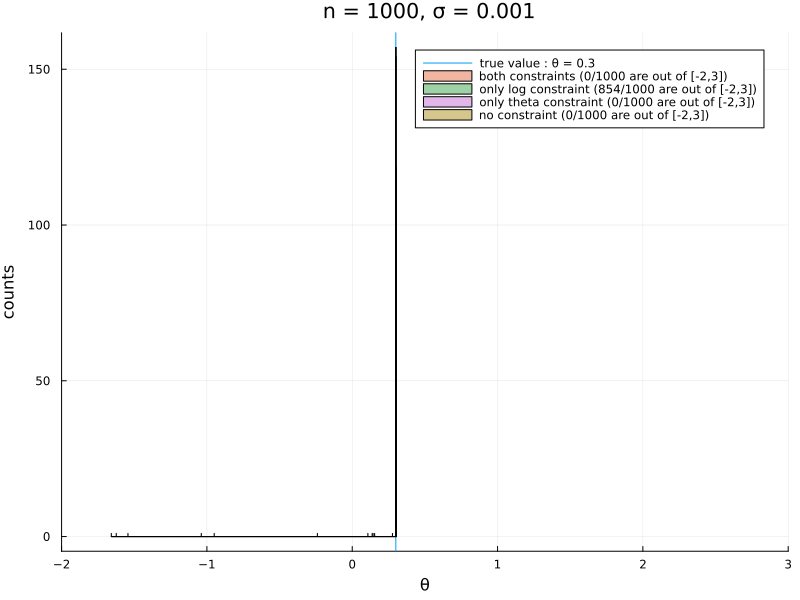 n = 1000, σ = 0.001
true value : θ = 0.3
both constraints (0/1000 are out of [-2,3])
only log constraint (854/1000 are out of [-2,3])
only theta constraint (0/1000 are out of [-2,3])
no constraint (0/1000 are out of [-2,3])
150
100
50
0
counts
−2 −1 0 1 2 3
θ